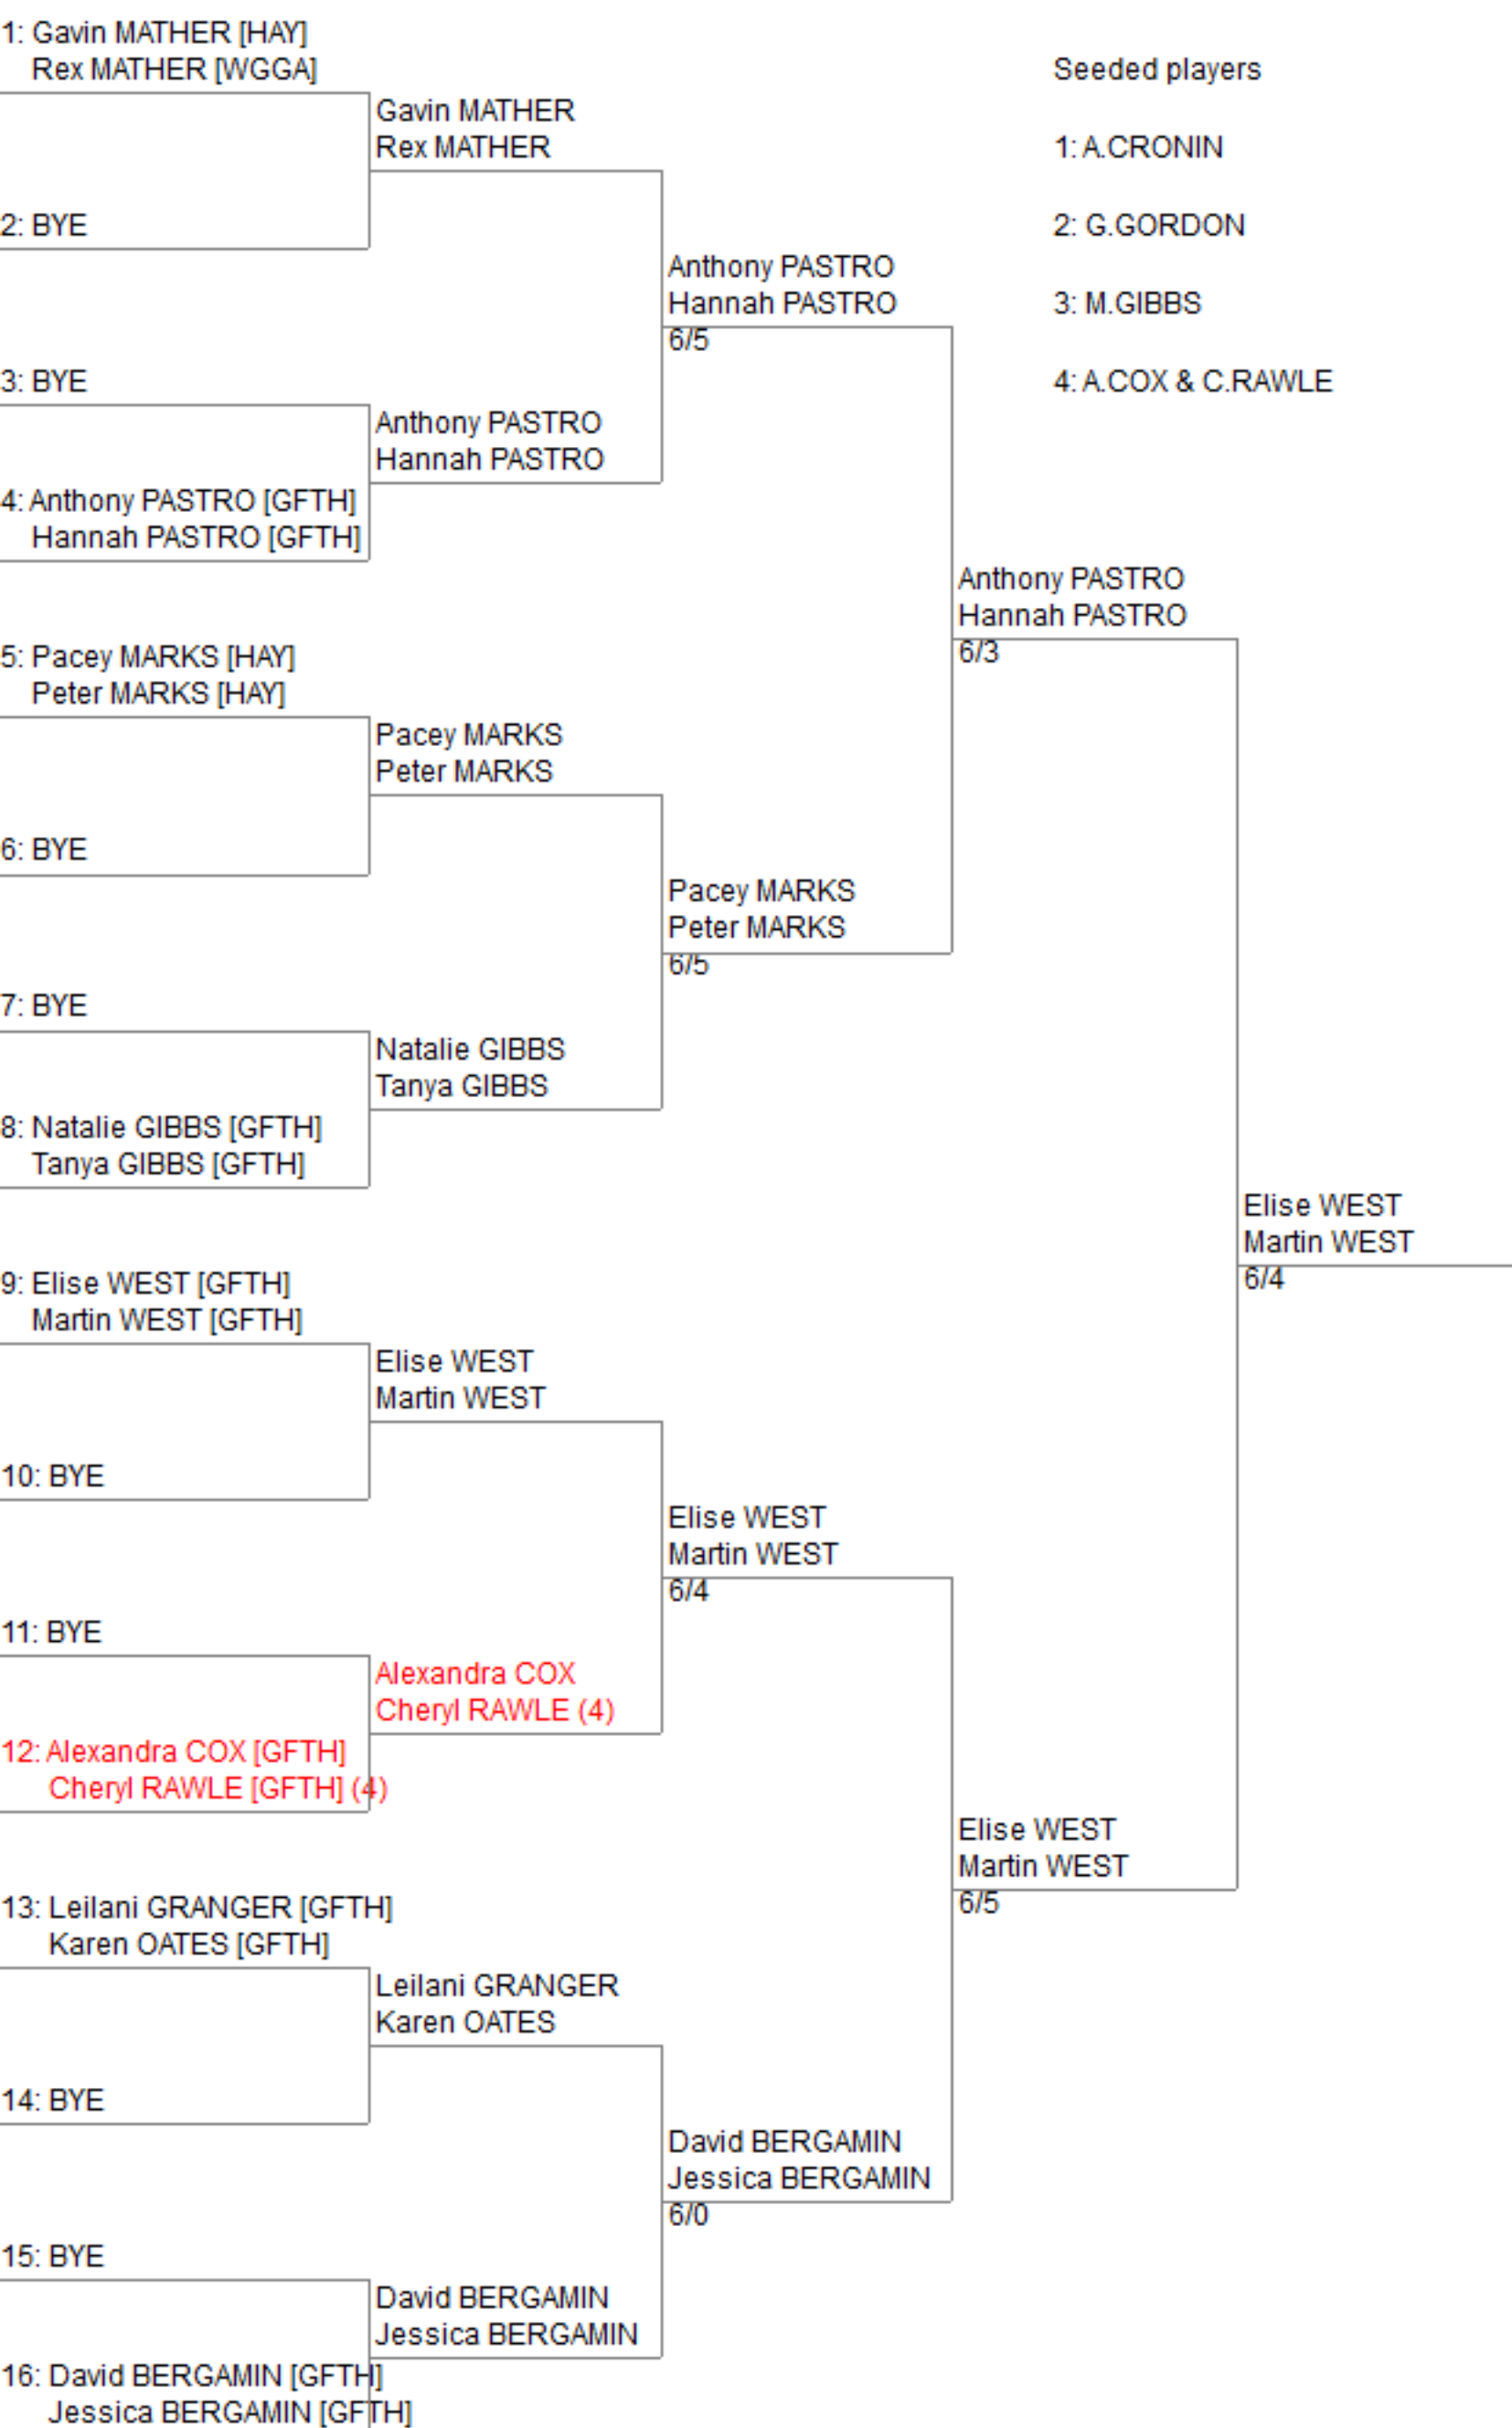 1: Gavin MATHER [HAY]
Rex MATHER [WGGA]
2: BYE
3: BYE
4: Anthony PASTRO [GFTH]
Hannah PASTRO [GFTH]
5: Pacey MARKS [HAY]
Peter MARKS [HAY]
6: BYE
7: BYE
8: Natalie GIBBS [GFTH]
Tanya GIBBS [GFTH]
9: Elise WEST [GFTH]
Martin WEST [GFTH]
10: BYE
11: BYE
12: Alexandra COX [GFTH]
Cheryl RAWLE [GFTH] (4)
13: Leilani GRANGER [GFTH]
Karen OATES [GFTH]
14: BYE
15: BYE
16: David BERGAMIN [GFTH]
Jessica BERGAMIN [GFTH]
Gavin MATHER
Rex MATHER
Anthony PASTRO
Hannah PASTRO
Pacey MARKS
Peter MARKS
Natalie GIBBS
Tanya GIBBS
Elise WEST
Martin WEST
Alexandra COX
Cheryl RAWLE (4)
Leilani GRANGER
Karen OATES
David BERGAMIN
Jessica BERGAMIN
Anthony PASTRO
Hannah PASTRO
6/5
Pacey MARKS
Peter MARKS
6/5
Elise WEST
Martin WEST
6/4
David BERGAMIN
Jessica BERGAMIN
6/0
Anthony PASTRO
Hannah PASTRO
6/3
Elise WEST
Martin WEST
6/5
Elise WEST
Martin WEST
6/4
Seeded players
1: A.CRONIN
2: G.GORDON
3: M.GIBBS
4: A.COX & C.RAWLE